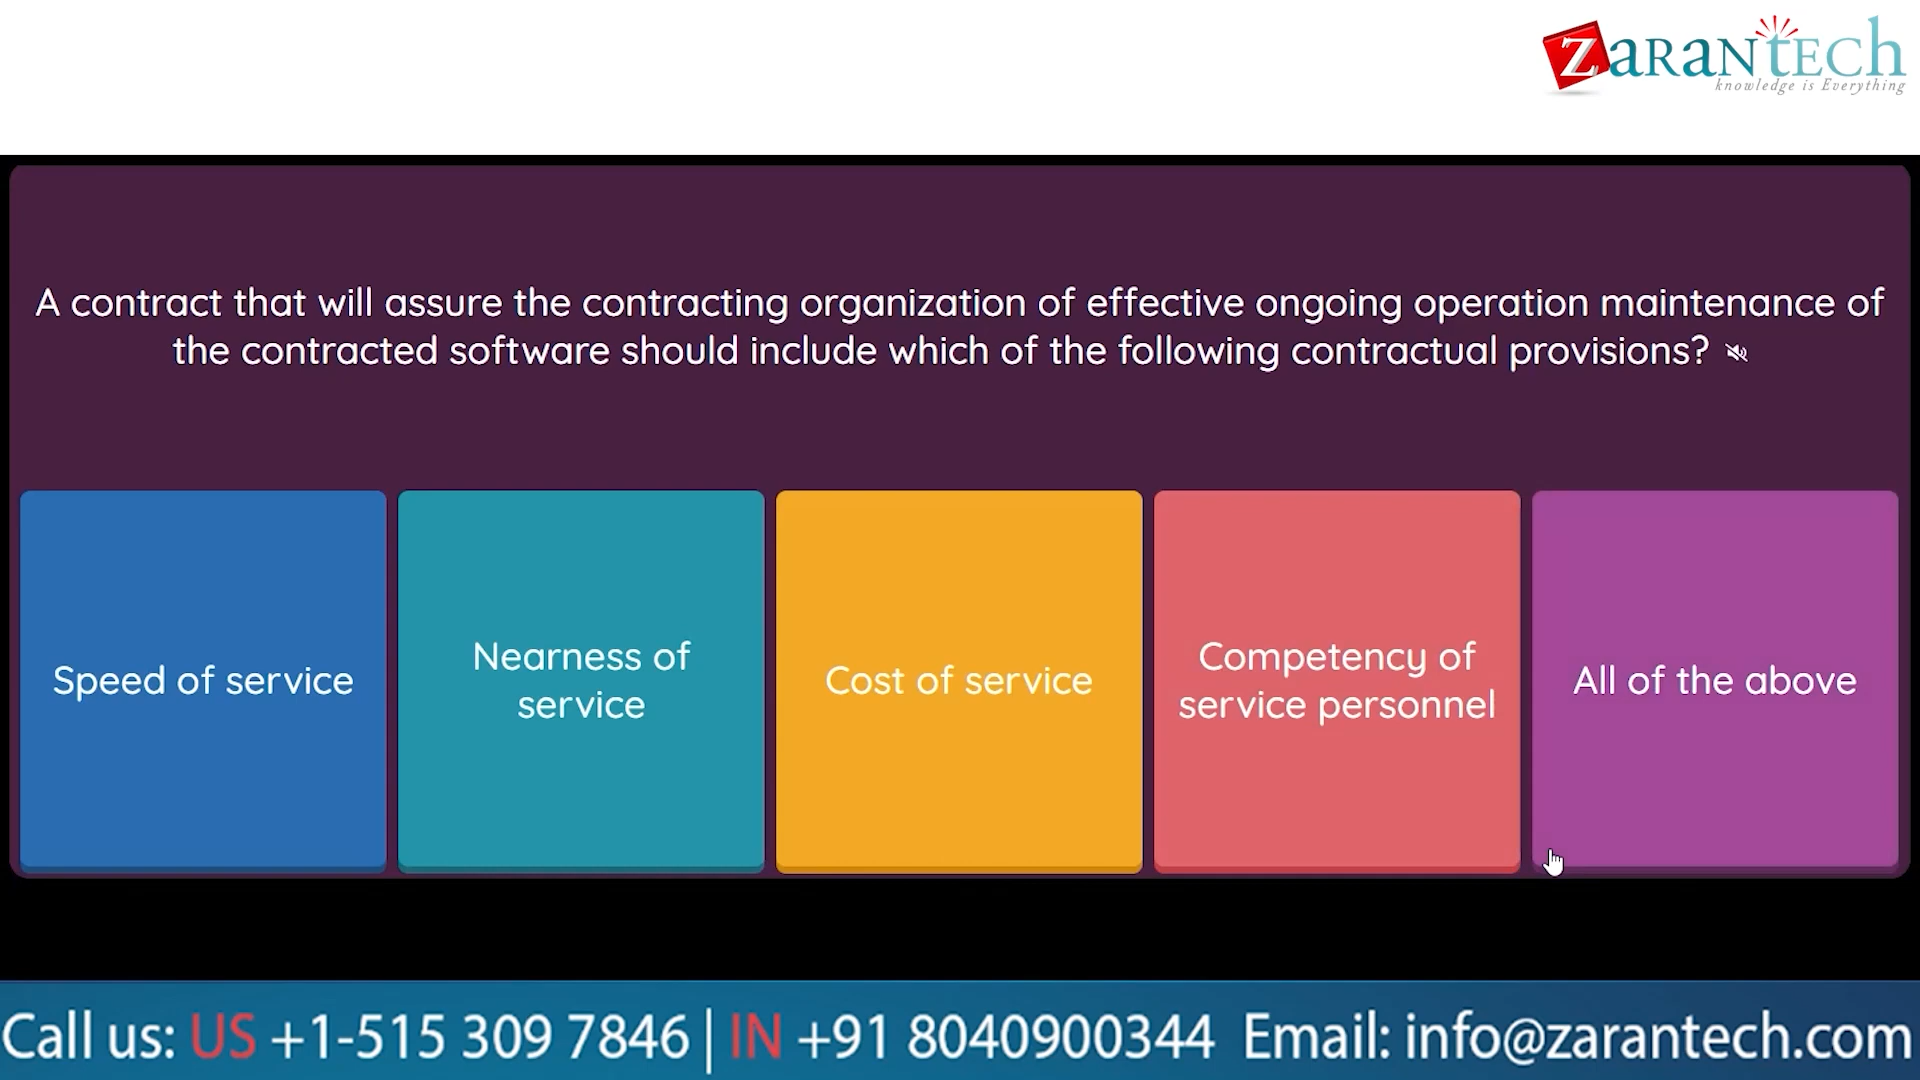 ZaranTech
knowledge is Everything
A contract that will assure the contracting organization of effective ongoing operation maintenance of
the contracted software should include which of the following contractual provisions?
Speed of service
Nearness of
service
Cost of service
Competency of
service personnel
All of the above
Call us: US +1-515 309 7846 | IN +91 8040900344 Email: info@zarantech.com